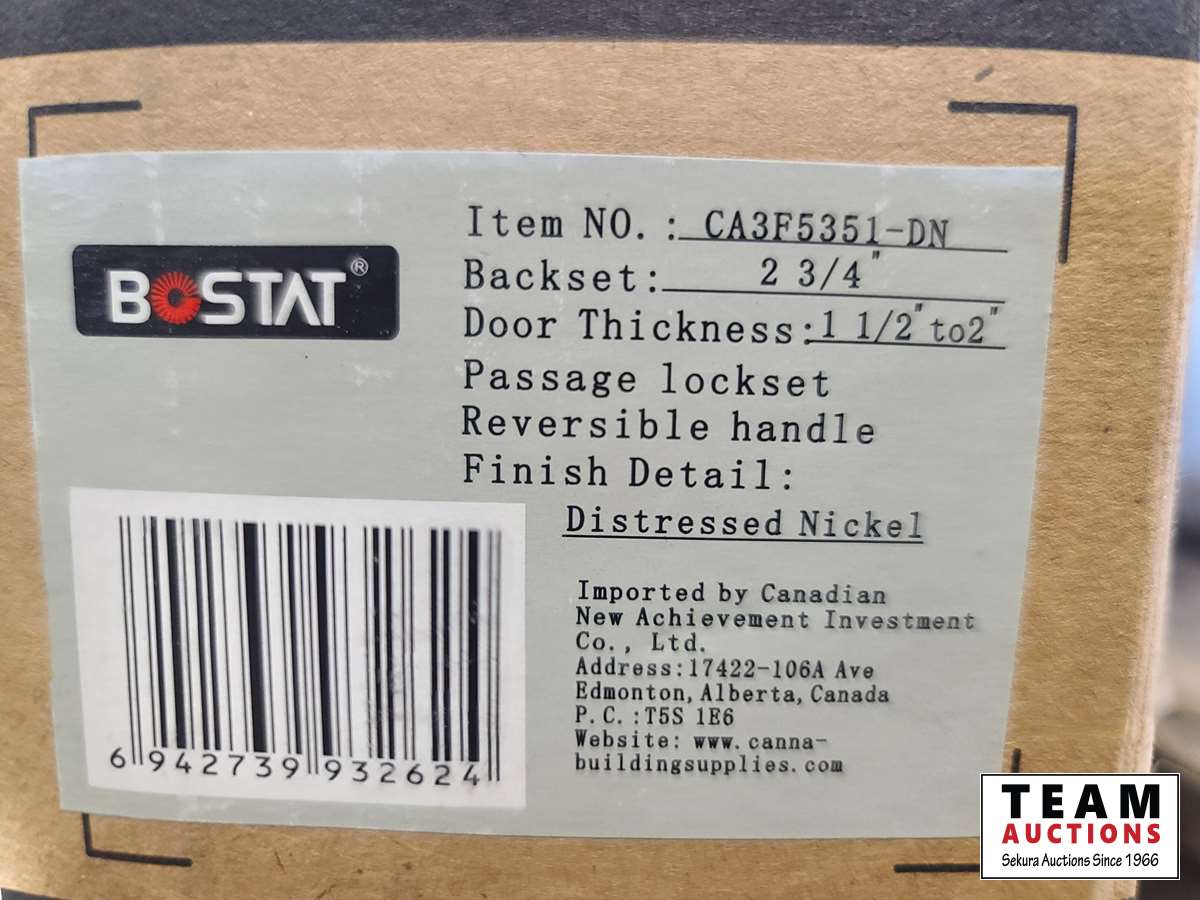 BOSTAT®
Item NO.: CA3F5351-DN
Backset: 2 3/4"
Door Thickness: 1 1/2" to2"
Passage lockset
Reversible handle
Finish Detail:
Distressed Nickel
6 942739 932624
Imported by Canadian
New Achievement Investment
Co., Ltd.
Address:17422-106A Ave
Edmonton, Alberta, Canada
P.C.:T5S 1E6
Website: www.canna-
buildingsupplies.com
TEAM
AUCTIONS
Sekura Auctions Since 1966